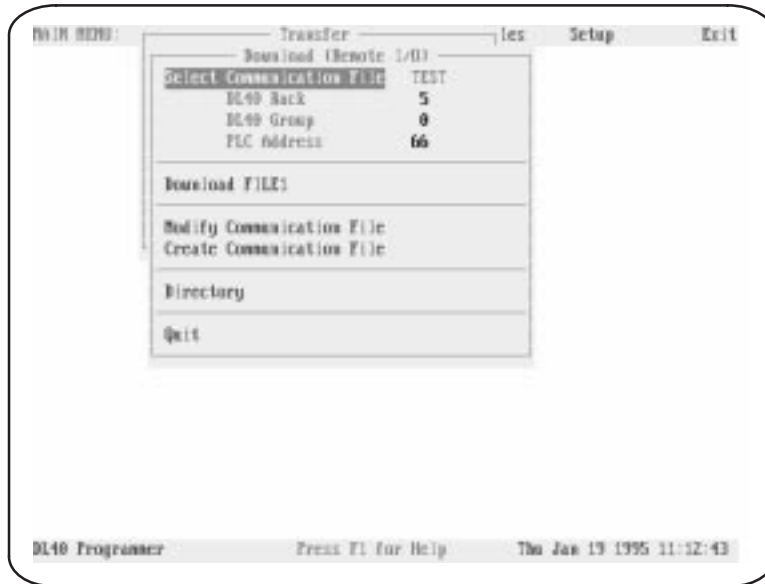 MAIN MENU: Transfer les Setup Exit
Download (Remote I/O)
Select Communication File TEST
DL40 Rack 5
DL40 Group 0
PLC Address 66
Download FILE1
Modify Communication File
Create Communication File
Directory
Quit
DL40 Programmer Press F1 for Help Thu Jan 19 1995 11:12:43